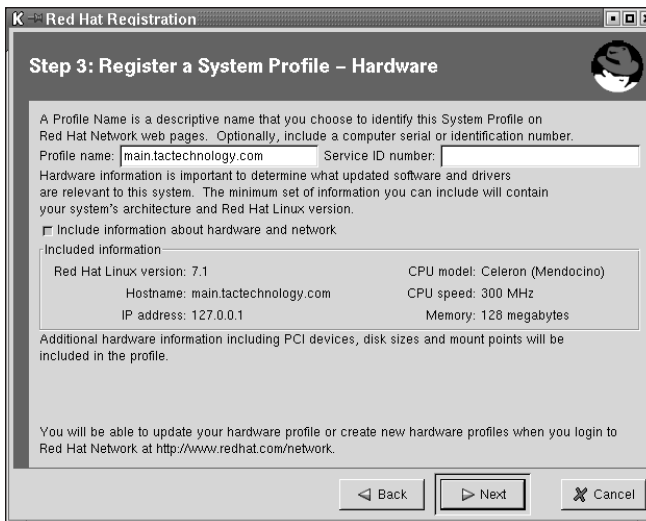 Red Hat Registration
Step 3: Register a System Profile – Hardware
A Profile Name is a descriptive name that you choose to identify this System Profile on
Red Hat Network web pages. Optionally, include a computer serial or identification number.
Profile name: main.tactechnology.com Service ID number:
Hardware information is important to determine what updated software and drivers
are relevant to this system. The minimum set of information you can include will contain
your system's architecture and Red Hat Linux version.
Include information about hardware and network
Included information
Red Hat Linux version: 7.1 CPU model: Celeron (Mendocino)
Hostname: main.tactechnology.com CPU speed: 300 MHz
IP address: 127.0.0.1 Memory: 128 megabytes
Additional hardware information including PCI devices, disk sizes and mount points will be
included in the profile.
You will be able to update your hardware profile or create new hardware profiles when you login to
Red Hat Network at http://www.redhat.com/network.
Back Next Cancel